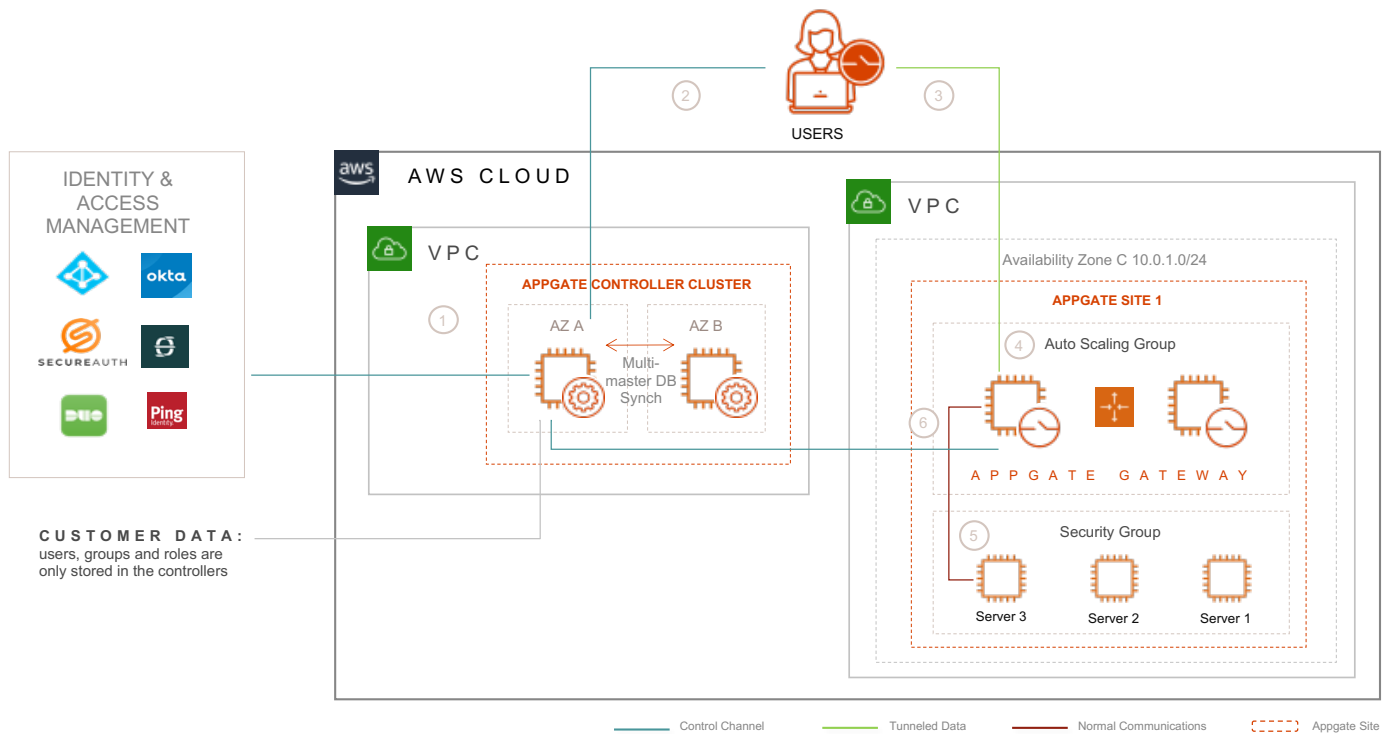 USERS
2
3
IDENTITY &
ACCESS
MANAGEMENT
okta
SECUREAUTH
DUO
Ping
Identity.
CUSTOMER DATA:
users, groups and roles are
only stored in the controllers
aws
AWS CLOUD
VPC
1
APPGATE CONTROLLER CLUSTER
AZ A
AZ B
Multi-
master DB
Synch
VPC
Availability Zone C 10.0.1.0/24
APPGATE SITE 1
4
Auto Scaling Group
6
APPGATE GATEWAY
5
Security Group
Server 3
Server 2
Server 1
Control Channel
Tunneled Data
Normal Communications
Appgate Site